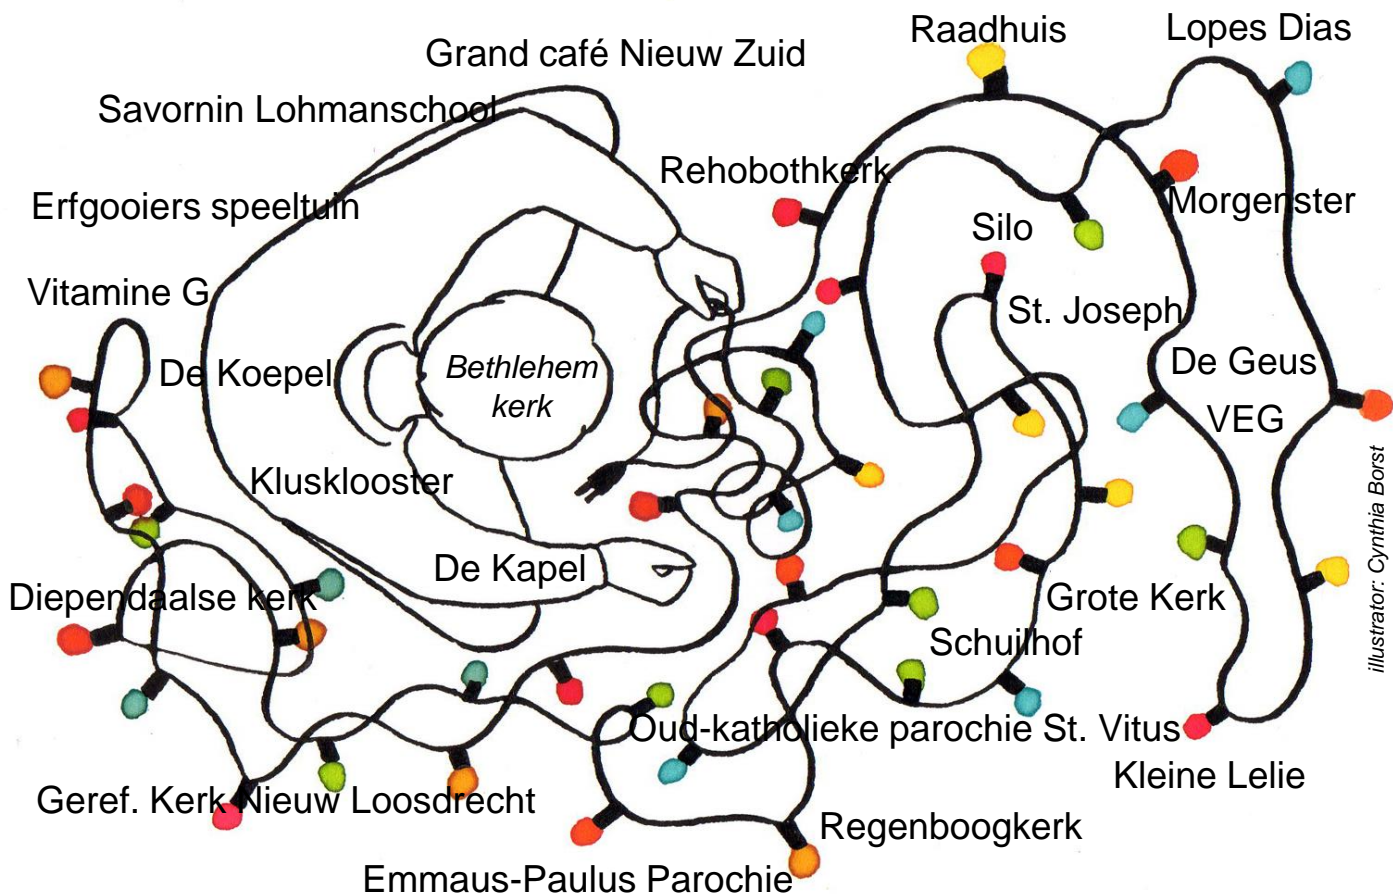 Raadhuis
Lopes Dias
Grand café Nieuw Zuid
Savornin Lohmanschool
Rehobothkerk
Morgenster
Erfgooiers speeltuin
Silo
Vitamine G
St. Joseph
De Koepel
Bethlehem
kerk
De Geus
VEG
Klusklooster
De Kapel
Diependaalse kerk
Grote Kerk
Schuilhof
Oud-katholieke parochie St. Vitus
Kleine Lelie
Geref. Kerk Nieuw Loosdrecht
Regenboogkerk
Emmaus-Paulus Parochie
illustrator: Cynthia Borst